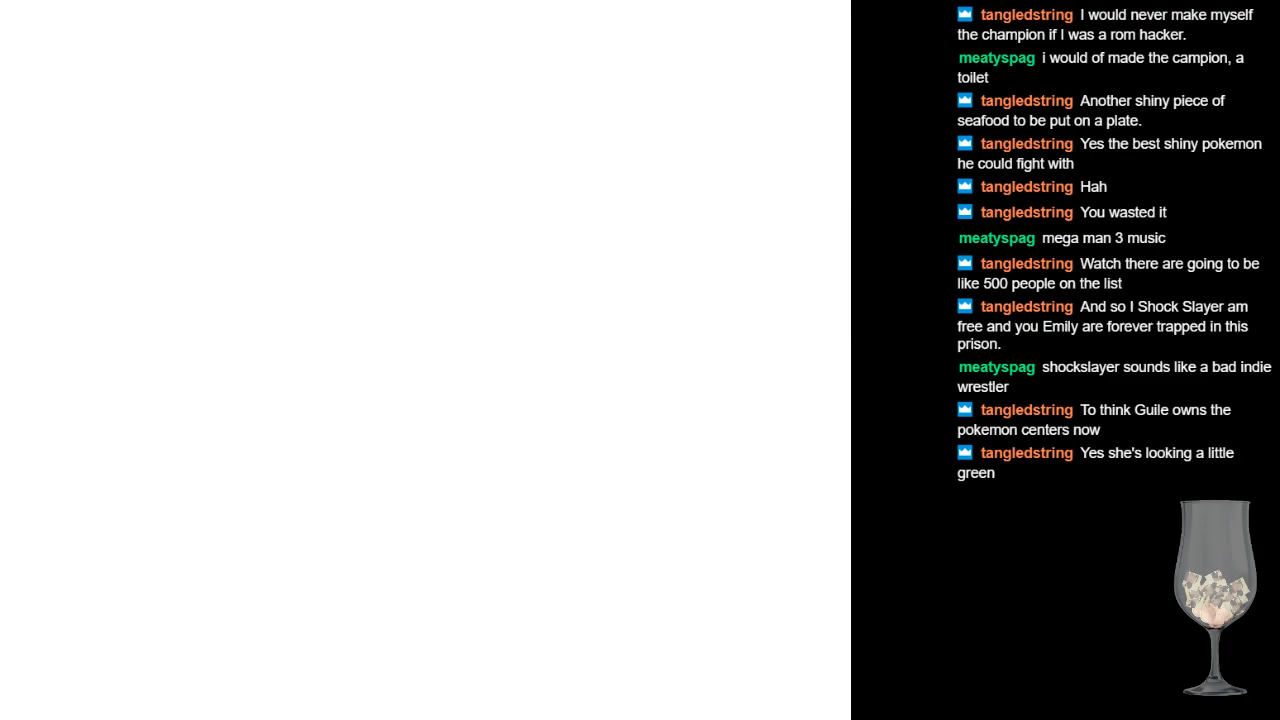 tangledstring I would never make myself
the champion if I was a rom hacker.
meatyspag i would of made the campion, a
toilet
tangledstring Another shiny piece of
seafood to be put on a plate.
tangledstring Yes the best shiny pokemon
he could fight with
tangledstring Hah
tangledstring You wasted it
meatyspag mega man 3 music
tangledstring Watch there are going to be
like 500 people on the list
tangledstring And so I Shock Slayer am
free and you Emily are forever trapped in this
prison.
meatyspag shockslayer sounds like a bad indie
wrestler
tangledstring To think Guile owns the
pokemon centers now
tangledstring Yes she's looking a little
green